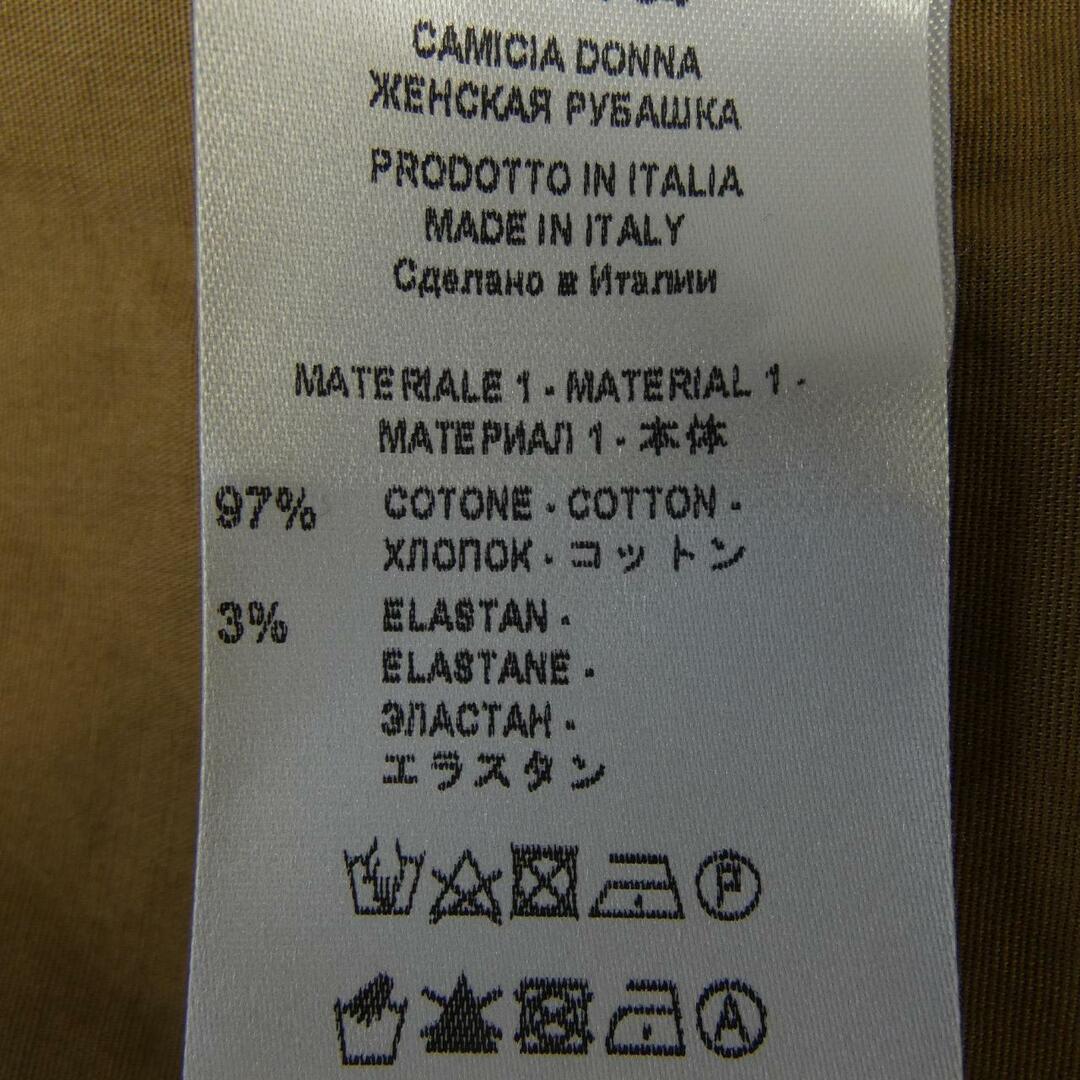 CAMICIA DONNA
ЖЕНСКАЯ РУБАШКА
PRODOTTO IN ITALIA
MADE IN ITALY
Сделано в Италии
MATERIALE 1 - MATERIAL 1 -
МАТЕРИАЛ 1 - 本体
97% COTONE - COTTON -
ХЛОПОК - コットン
3% ELASTAN -
ELASTANE -
ЭЛАСТАН -
エラスタン
P
A